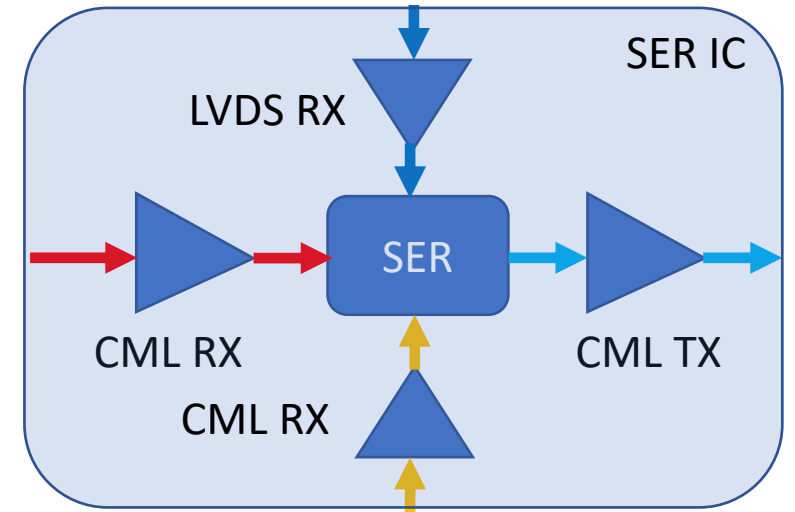 SER IC
LVDS RX
SER
CML RX
CML TX
CML RX